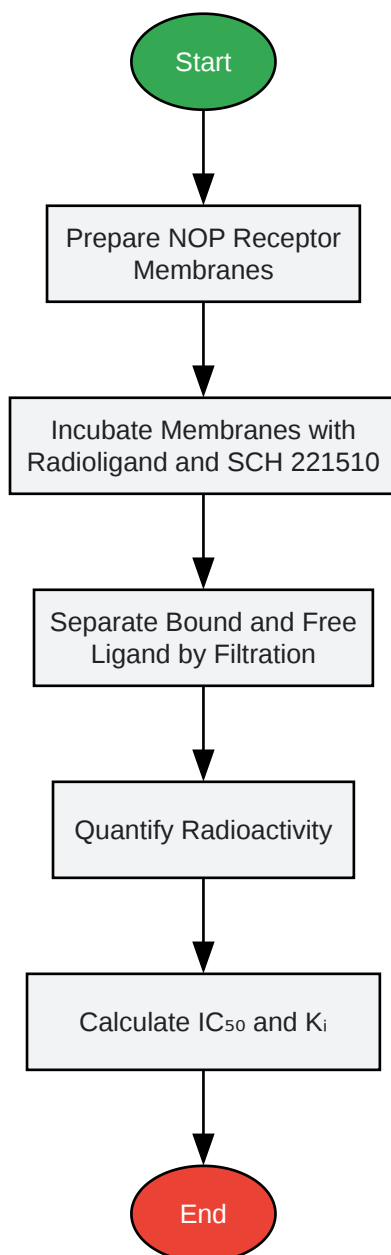 Start
Prepare NOP Receptor
Membranes
Incubate Membranes with
Radioligand and SCH 221510
Separate Bound and Free
Ligand by Filtration
Quantify Radioactivity
Calculate IC₅₀ and Kᵢ
End